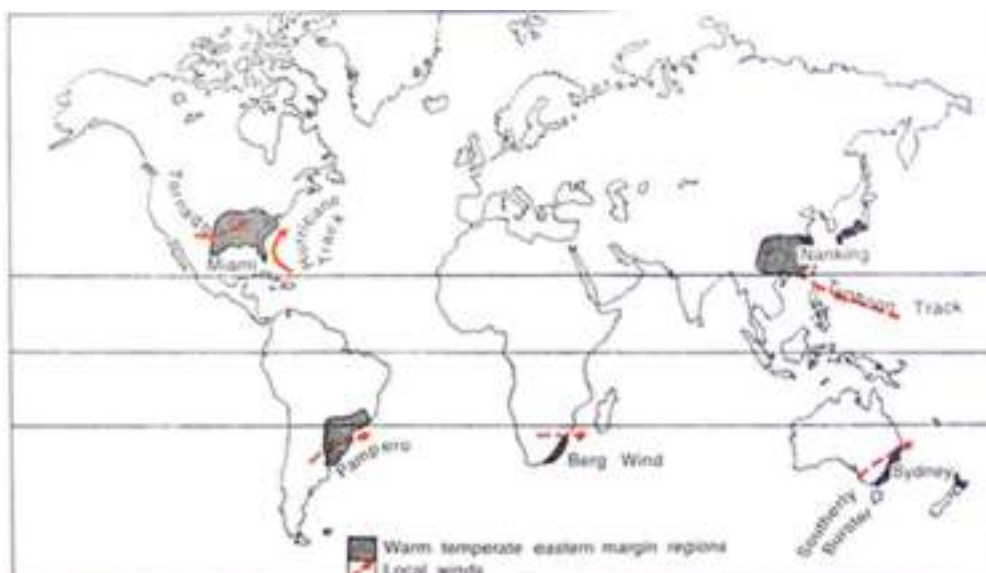 Tornado
Hurricane
Track
Miami
Nanking
Typhoon Track
Pampero
Berg Wind
Sydney
Southerly
Burster
Warm temperate eastern margin regions
Local winds